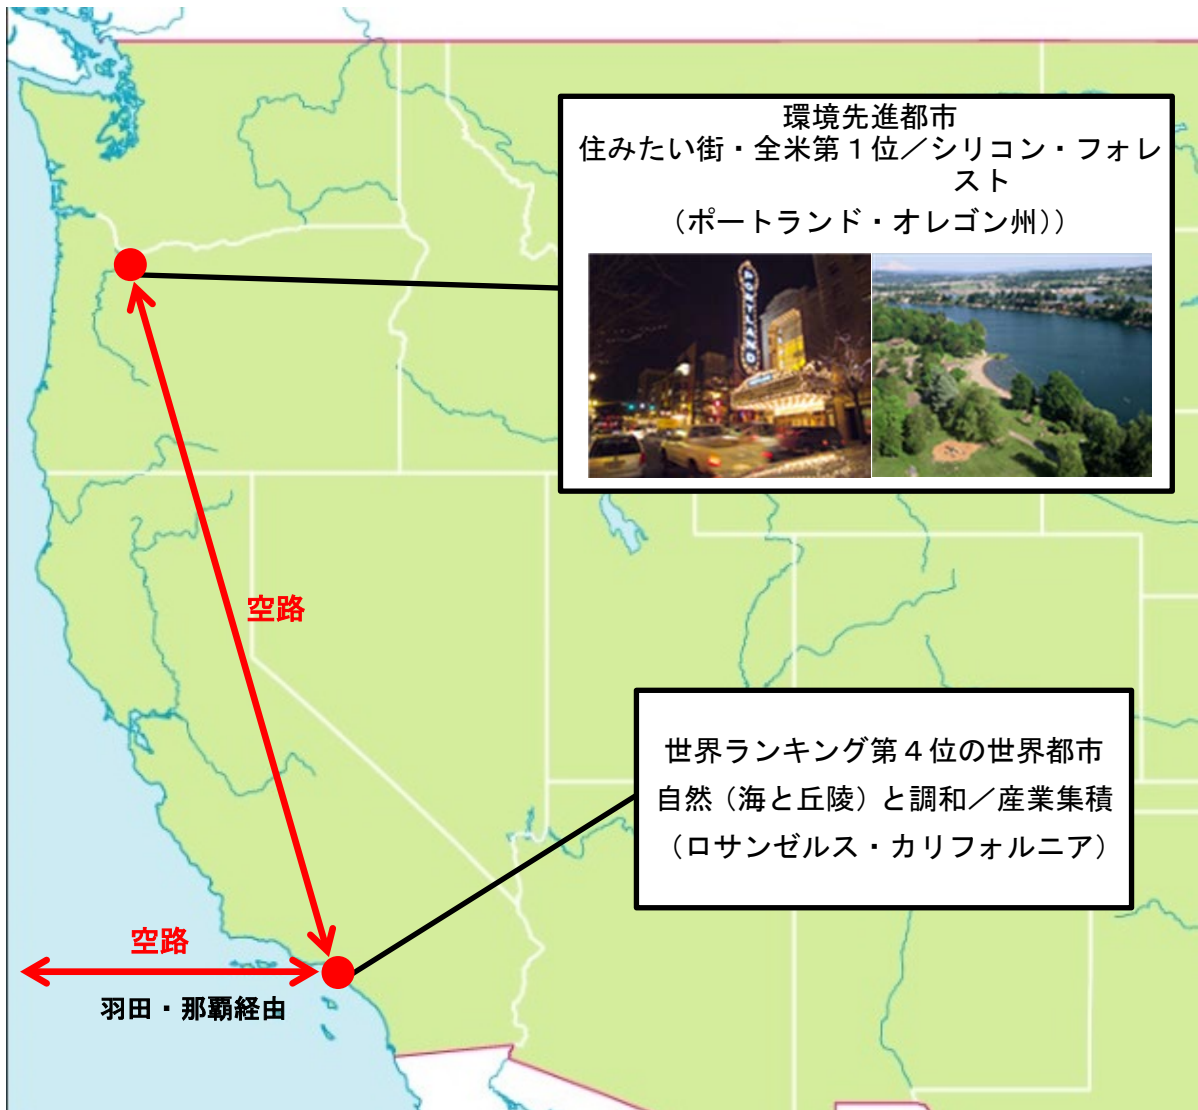 環境先進都市
住みたい街・全米第１位／シリコン・フォレ
スト
（ポートランド・オレゴン州））
PORTLAND
空路
世界ランキング第４位の世界都市
自然（海と丘陵）と調和／産業集積
（ロサンゼルス・カリフォルニア）
空路
羽田・那覇経由